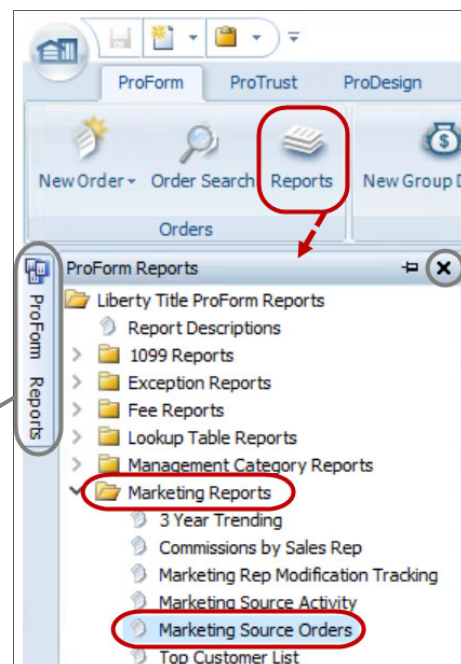 ProForm ProTrust ProDesign
New Order Order Search Reports New Group
Orders
ProForm Reports
ProForm Reports
Liberty Title ProForm Reports
Report Descriptions
1099 Reports
Exception Reports
Fee Reports
Lookup Table Reports
Management Category Reports
Marketing Reports
3 Year Trending
Commissions by Sales Rep
Marketing Rep Modification Tracking
Marketing Source Activity
Marketing Source Orders
Top Customer List